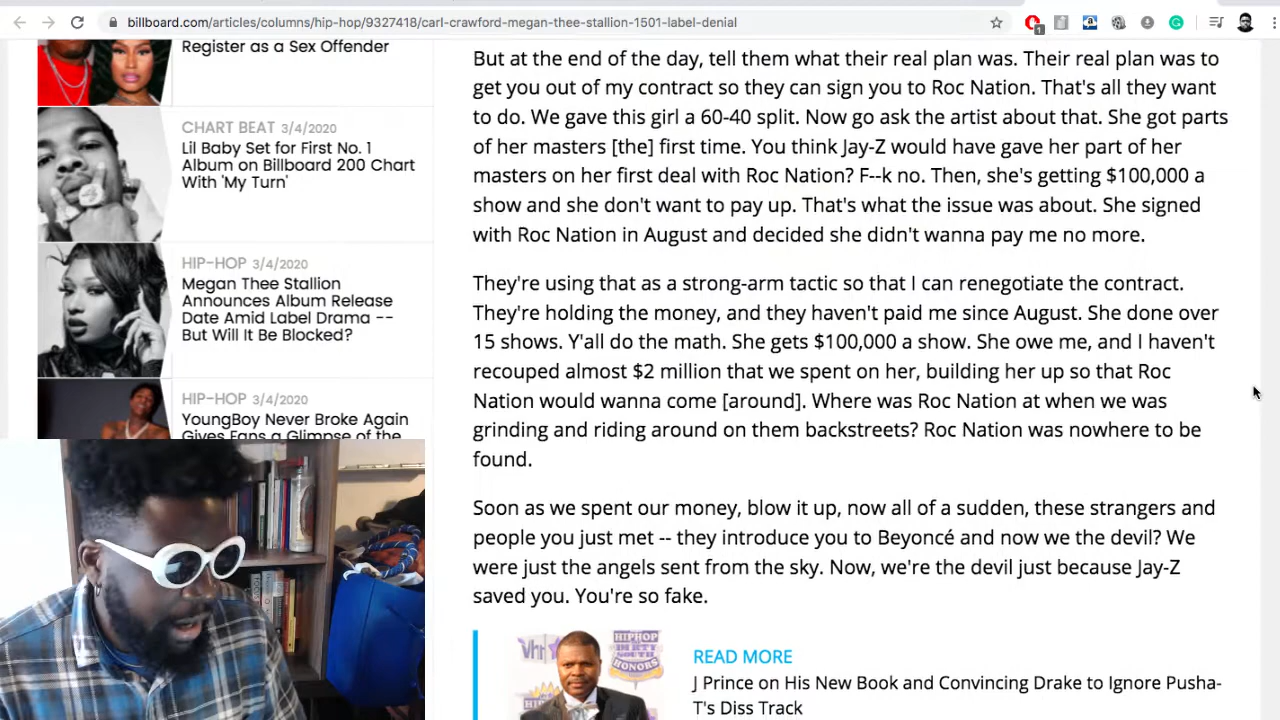 billboard.com/articles/columns/hip-hop/9327418/carl-crawford-megan-thee-stallion-1501-label-denial
1
Register as a Sex Offender
CHART BEAT 3/4/2020
Lil Baby Set for First No. 1
Album on Billboard 200 Chart
With 'My Turn'
HIP-HOP 3/4/2020
Megan Thee Stallion
Announces Album Release
Date Amid Label Drama --
But Will It Be Blocked?
HIP-HOP 3/4/2020
YoungBoy Never Broke Again
Gives Fans a Glimpse of the
But at the end of the day, tell them what their real plan was. Their real plan was to
get you out of my contract so they can sign you to Roc Nation. That's all they want
to do. We gave this girl a 60-40 split. Now go ask the artist about that. She got parts
of her masters [the] first time. You think Jay-Z would have gave her part of her
masters on her first deal with Roc Nation? F--k no. Then, she's getting $100,000 a
show and she don't want to pay up. That's what the issue was about. She signed
with Roc Nation in August and decided she didn't wanna pay me no more.
They're using that as a strong-arm tactic so that I can renegotiate the contract.
They're holding the money, and they haven't paid me since August. She done over
15 shows. Y'all do the math. She gets $100,000 a show. She owe me, and I haven't
recouped almost $2 million that we spent on her, building her up so that Roc
Nation would wanna come [around]. Where was Roc Nation at when we was
grinding and riding around on them backstreets? Roc Nation was nowhere to be
found.
Soon as we spent our money, blow it up, now all of a sudden, these strangers and
people you just met -- they introduce you to Beyoncé and now we the devil? We
were just the angels sent from the sky. Now, we're the devil just because Jay-Z
saved you. You're so fake.
Vh1
HIPHOP
DIRTY SOUTH
HONORS
READ MORE
J Prince on His New Book and Convincing Drake to Ignore Pusha-
T's Diss Track